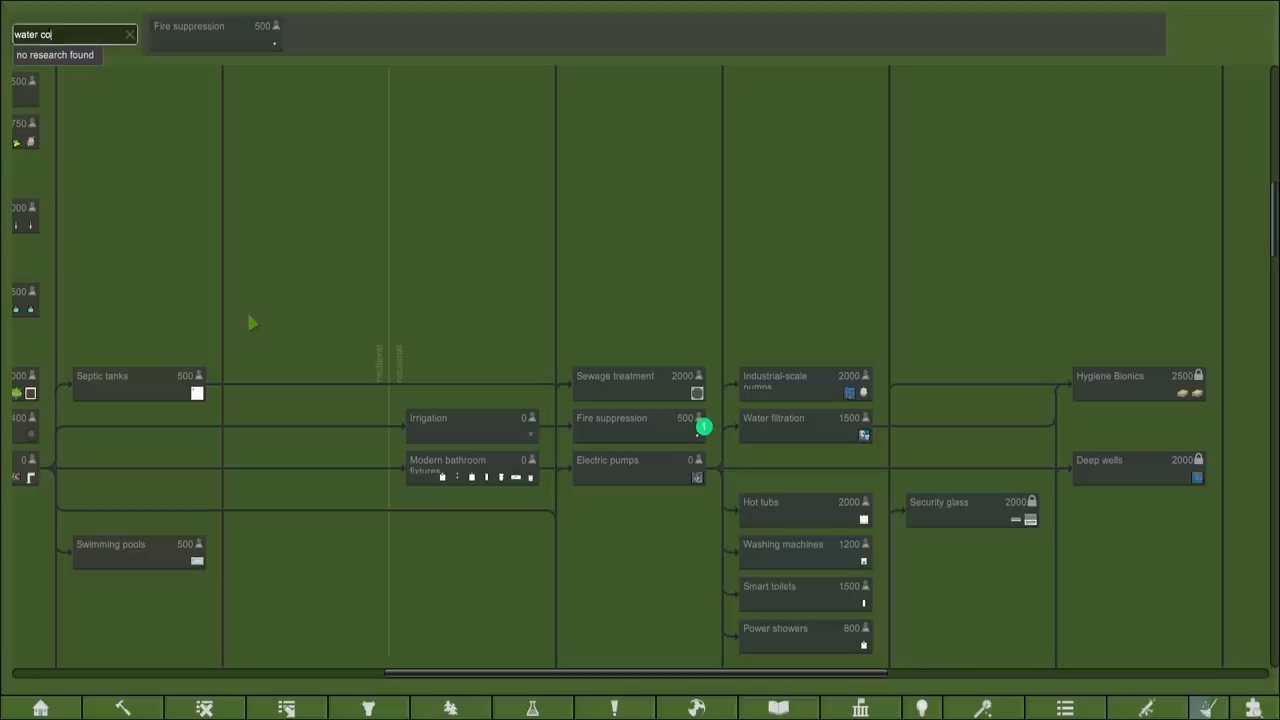 water co
Fire suppression 500
no research found
500
750
000
500
000
Septic tanks 500
Sewage treatment 2000
Industrial-scale pumps 2000
Hygiene Bionics 2500
400
Irrigation 0
Fire suppression 500
1
Water filtration 1500
0
Modern bathroom fixtures 0
Electric pumps 0
Deep wells 2000
Hot tubs 2000
Security glass 2000
Swimming pools 500
Washing machines 1200
Smart toilets 1500
Power showers 800